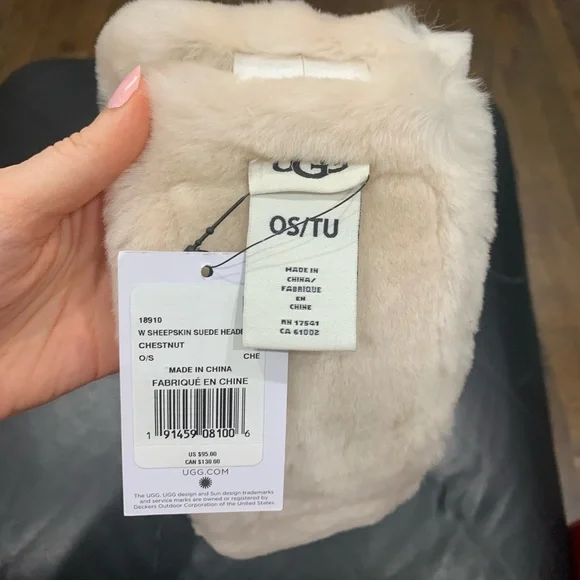 UGG
OS/TU
MADE IN
CHINA/
FABRIQUE
EN
CHINE
RN 17541
CA 61002
18910
W SHEEPSKIN SUEDE
CHESTNUT
O/S CHE
MADE IN CHINA
FABRIQUÉ EN CHINE
1 91459 08100 6
US $95.00
CAN $130.00
UGG.COM
The UGG, UGG design and Sun design trademarks
and service marks are owned or registered by
Deckers Outdoor Corporation of the United States.